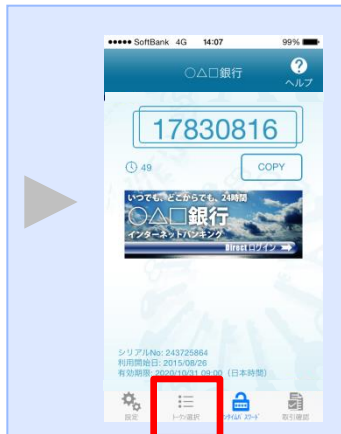 ●●●●● SoftBank 4G 14:07 99%
○△□銀行
?
ヘルプ
17830816
49
COPY
いつでも、どこからでも、24時間
○△□銀行
インターネットバンキング
Direct ログイン
シリアルNo: 243725864
利用開始日: 2015/08/26
有効期限: 2020/10/31 09:00（日本時間）
設定
トークン選択
ワンタイムパスワード
取引確認